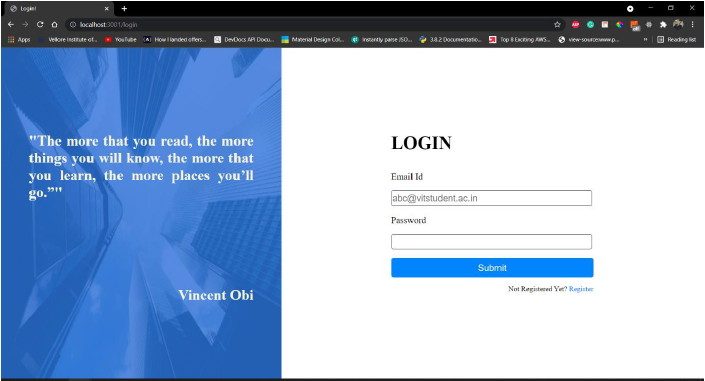 Login!
localhost:3001/login
Apps
Vellore Institute of...
YouTube
How I landed offers...
DevDocs API Docu...
Material Design Col...
Instantly parse JSO...
3.8.2 Documentatio...
Top 8 Exciting AWS...
view-source:www.p...
Reading list
"The more that you read, the more
things you will know, the more that
you learn, the more places you’ll
go.”"
Vincent Obi
LOGIN
Email Id
abc@vitstudent.ac.in
Password
Submit
Not Registered Yet? Register